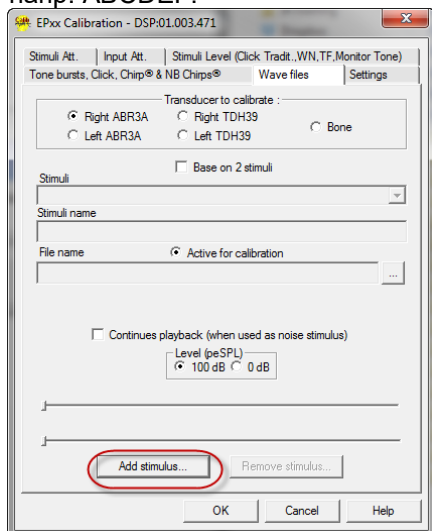 напр. ABCDEF.
EPxx Calibration - DSP:01.003.471
Stimuli Att. Input Att. Stimuli Level (Click Tradit.,WN,TF,Monitor Tone)
Tone bursts, Click, Chirp® & NB Chirps® Wave files Settings
Transducer to calibrate :
Right ABR3A Right TDH39
Bone
Left ABR3A Left TDH39
Base on 2 stimuli
Stimuli
Stimuli name
File name Active for calibration
...
Continues playback (when used as noise stimulus)
Level (peSPL)
100 dB 0 dB
Add stimulus... Remove stimulus...
OK Cancel Help